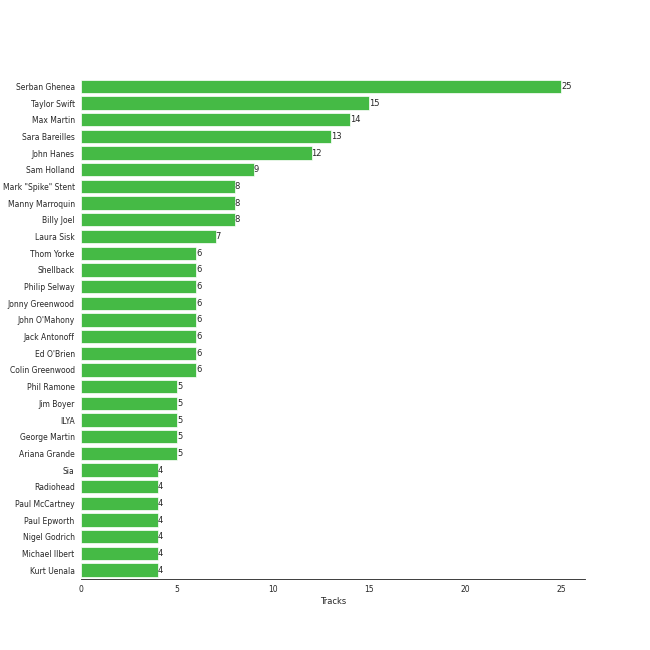 Serban Ghenea 25
Taylor Swift 15
Max Martin 14
Sara Bareilles 13
John Hanes 12
Sam Holland 9
Mark "Spike" Stent 8
Manny Marroquin 8
Billy Joel 8
Laura Sisk 7
Thom Yorke 6
Shellback 6
Philip Selway 6
Jonny Greenwood 6
John O'Mahony 6
Jack Antonoff 6
Ed O'Brien 6
Colin Greenwood 6
Phil Ramone 5
Jim Boyer 5
ILYA 5
George Martin 5
Ariana Grande 5
Sia 4
Radiohead 4
Paul McCartney 4
Paul Epworth 4
Nigel Godrich 4
Michael Ilbert 4
Kurt Uenala 4
0 5 10 15 20 25
Tracks